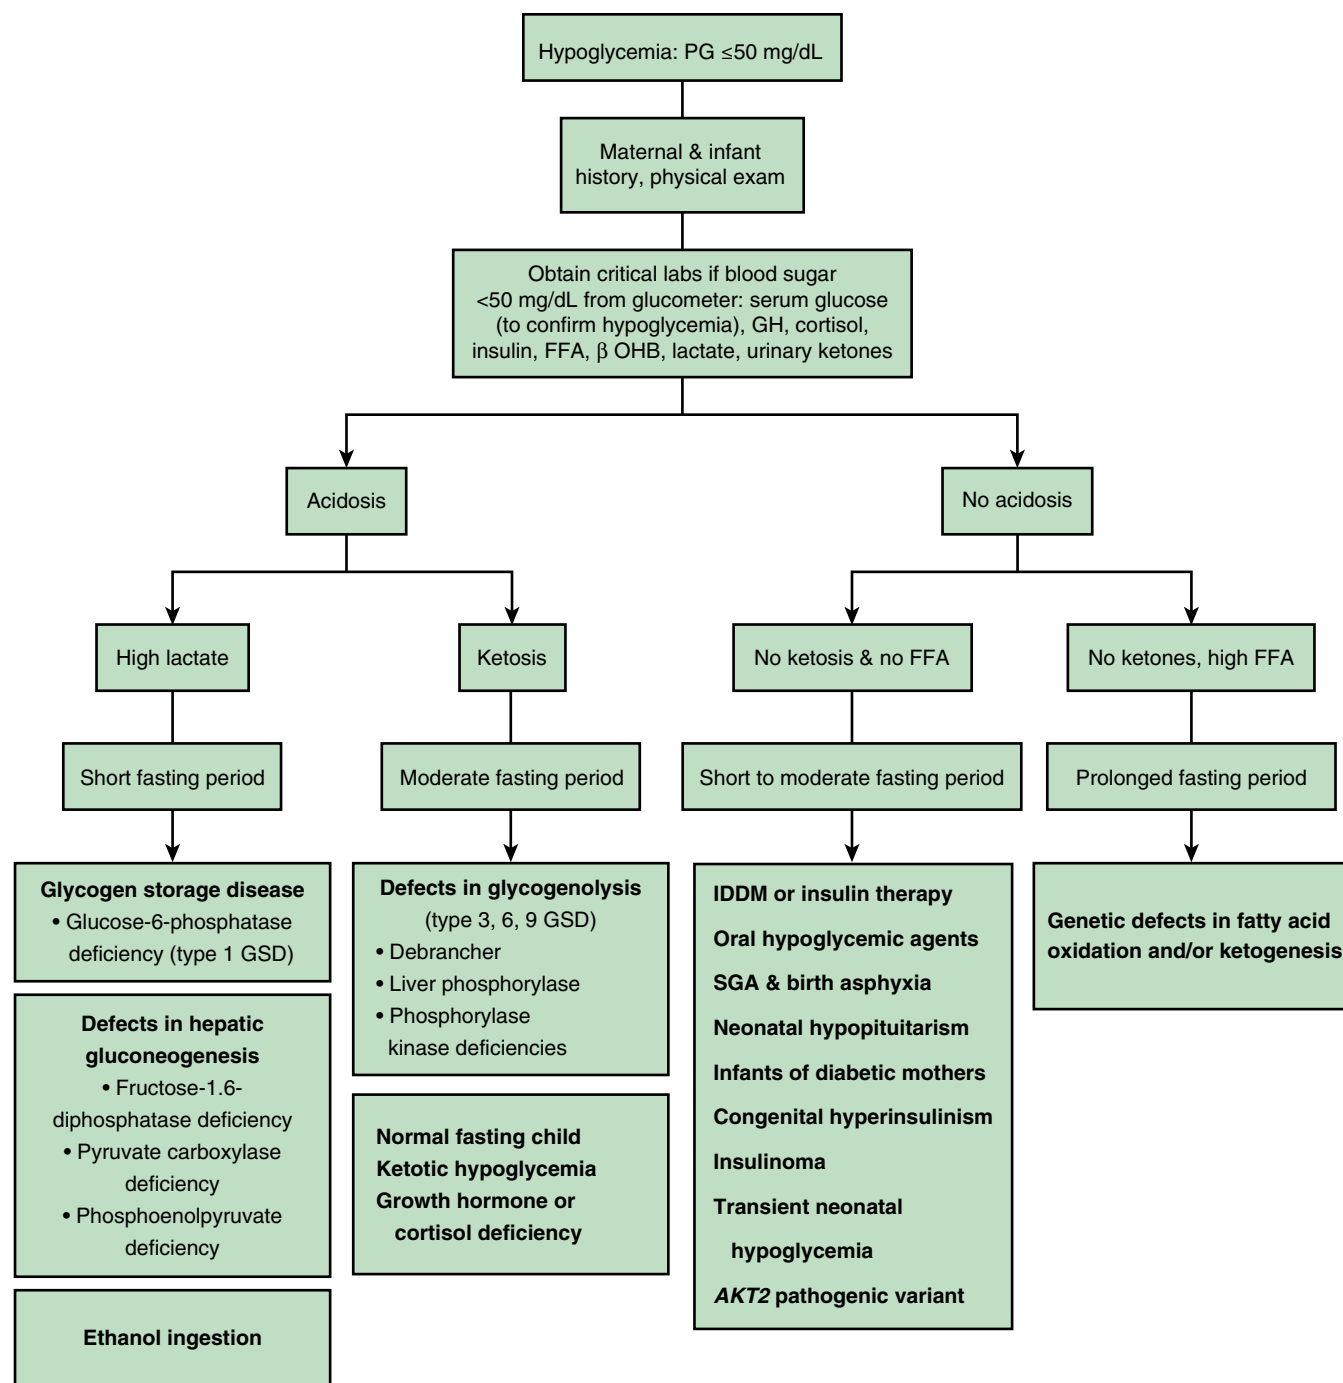 Hypoglycemia: PG ≤50 mg/dL
Maternal & infant
history, physical exam
Obtain critical labs if blood sugar
<50 mg/dL from glucometer: serum glucose
(to confirm hypoglycemia), GH, cortisol,
insulin, FFA, β OHB, lactate, urinary ketones
Acidosis
No acidosis
High lactate
Ketosis
No ketosis & no FFA
No ketones, high FFA
Short fasting period
Moderate fasting period
Short to moderate fasting period
Prolonged fasting period
Glycogen storage disease
• Glucose-6-phosphatase
deficiency (type 1 GSD)
Defects in hepatic
gluconeogenesis
• Fructose-1.6-
diphosphatase deficiency
• Pyruvate carboxylase
deficiency
• Phosphoenolpyruvate
deficiency
Ethanol ingestion
Defects in glycogenolysis
(type 3, 6, 9 GSD)
• Debrancher
• Liver phosphorylase
• Phosphorylase
kinase deficiencies
Normal fasting child
Ketotic hypoglycemia
Growth hormone or
cortisol deficiency
IDDM or insulin therapy
Oral hypoglycemic agents
SGA & birth asphyxia
Neonatal hypopituitarism
Infants of diabetic mothers
Congenital hyperinsulinism
Insulinoma
Transient neonatal
hypoglycemia
AKT2 pathogenic variant
Genetic defects in fatty acid
oxidation and/or ketogenesis